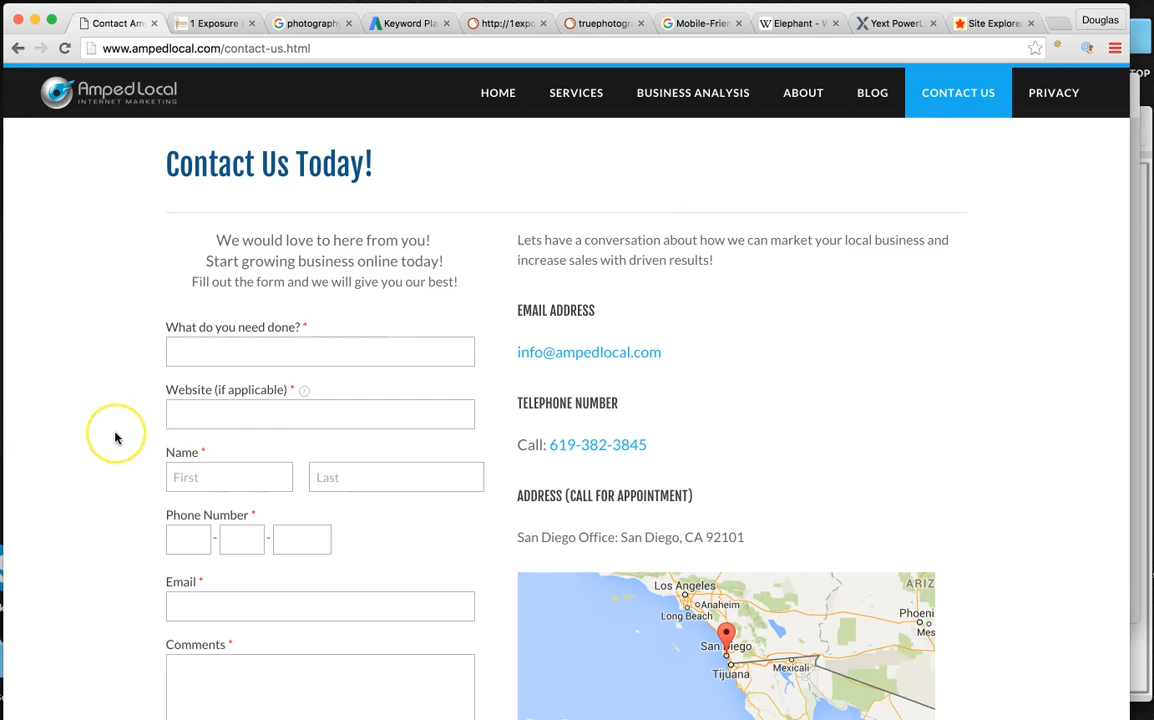 Contact Am
1 Exposure
photograph
Keyword Pla
http://1expo
truephotogr
Mobile-Frie
Elephant - W
Yext PowerL
Site Explore
Douglas
www.ampedlocal.com/contact-us.html
TOP
Amped Local
INTERNET MARKETING
HOME
SERVICES
BUSINESS ANALYSIS
ABOUT
BLOG
CONTACT US
PRIVACY
Contact Us Today!
We would love to here from you!
Start growing business online today!
Fill out the form and we will give you our best!
What do you need done? *
Website (if applicable) * ?
Name *
First
Last
Phone Number *
- -
Email *
Comments *
Lets have a conversation about how we can market your local business and
increase sales with driven results!
EMAIL ADDRESS
info@ampedlocal.com
TELEPHONE NUMBER
Call: 619-382-3845
ADDRESS (CALL FOR APPOINTMENT)
San Diego Office: San Diego, CA 92101
Los Angeles
Anaheim
Long Beach
San Diego
Tijuana
Mexicali
ARIZ
Phoeni
Mes